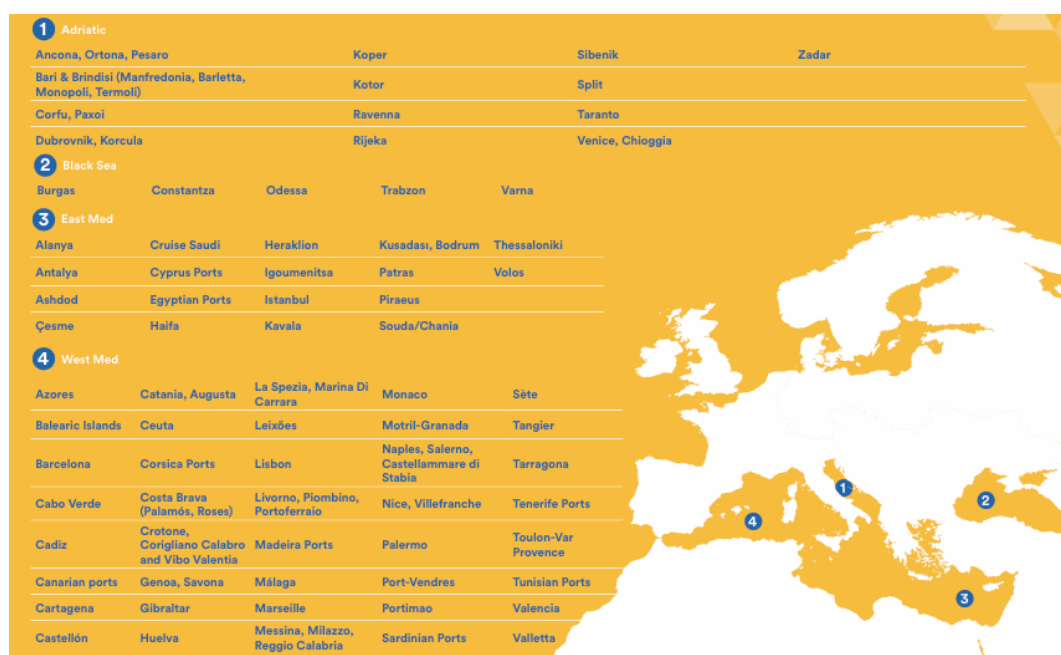 1 Adriatic
Ancona, Ortona, Pesaro Koper Sibenik Zadar
Bari & Brindisi (Manfredonia, Barletta,
Monopoli, Termoli) Kotor Split
Corfu, Paxoi Ravenna Taranto
Dubrovnik, Korcula Rijeka Venice, Chioggia
2 Black Sea
Burgas Constantza Odessa Trabzon Varna
3 East Med
Alanya Cruise Saudi Heraklion Kusadası, Bodrum Thessaloniki
Antalya Cyprus Ports Igoumenitsa Patras Volos
Ashdod Egyptian Ports Istanbul Piraeus
Çesme Haifa Kavala Souda/Chania
4 West Med
Azores Catania, Augusta La Spezia, Marina Di
Carrara Monaco Sète
Balearic Islands Ceuta Leixões Motril-Granada Tangier
Barcelona Corsica Ports Lisbon Naples, Salerno,
Castellammare di
Stabia Tarragona
Cabo Verde Costa Brava
(Palamós, Roses) Livorno, Piombino,
Portoferraio Nice, Villefranche Tenerife Ports
Cadiz Crotone,
Corigliano Calabro
and Vibo Valentia Madeira Ports Palermo Toulon-Var
Provence
Canarian ports Genoa, Savona Málaga Port-Vendres Tunisian Ports
Cartagena Gibraltar Marseille Portimao Valencia
Castellón Huelva Messina, Milazzo,
Reggio Calabria Sardinian Ports Valletta
1
2
4
3